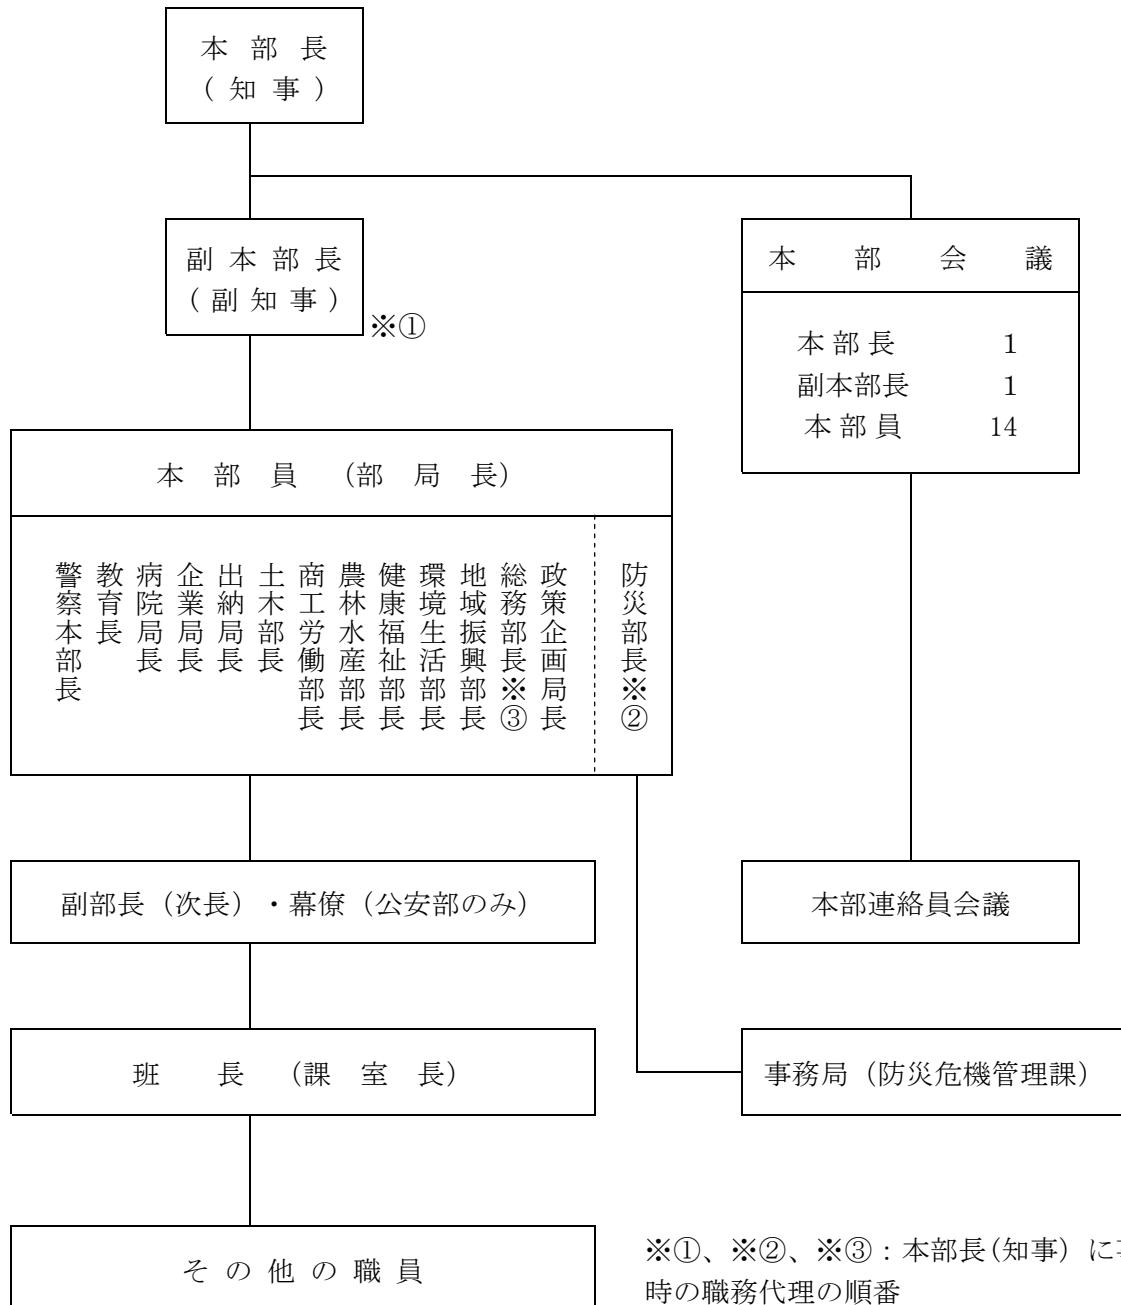 本部長
(知事)
副本部長
(副知事)
※①
本部会議
本部長 1
副本部長 1
本部員 14
本部員 (部局長)
警察本部長
教育長
病院局長
企業局長
出納局長
土木部長
商工労働部長
農林水産部長
健康福祉部長
環境生活部長
地域振興部長
総務部長※③
政策企画局長
防災部長※②
副部長(次長)・幕僚(公安部のみ)
本部連絡員会議
班長 (課室長)
事務局(防災危機管理課)
その他の職員
※①、※②、※③:本部長(知事) に
時の職務代理の順番